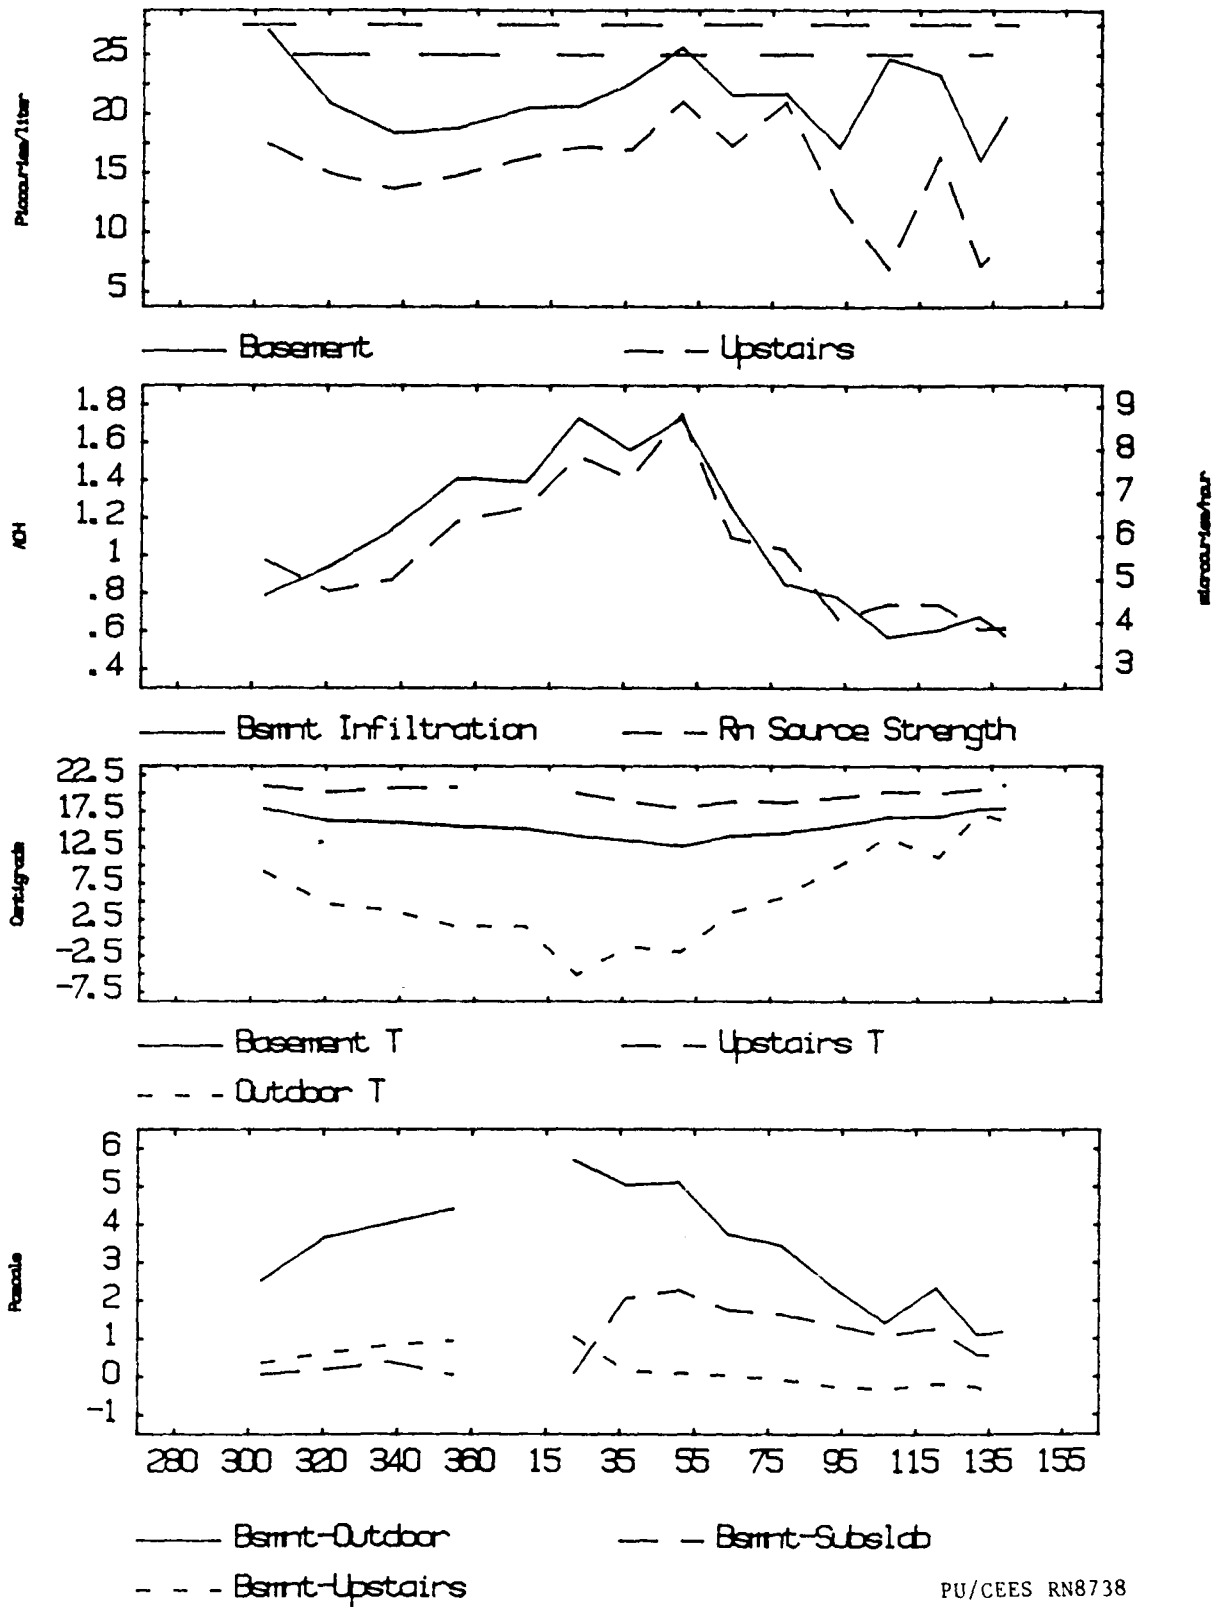 25
20
15
10
5
Picocuries/liter
Basement
Upstairs
1.8
1.6
1.4
1.2
1
.8
.6
.4
ACH
9
8
7
6
5
4
3
microcuries/hour
Bsmnt Infiltration
Rn Source Strength
22.5
17.5
12.5
7.5
2.5
-2.5
-7.5
Centigrade
Basement T
Upstairs T
Outdoor T
6
5
4
3
2
1
0
-1
Pascals
280 300 320 340 360 15 35 55 75 95 115 135 155
Bsmnt-Outdoor
Bsmnt-Subslab
Bsmnt-Upstairs
PU/CEES RN8738